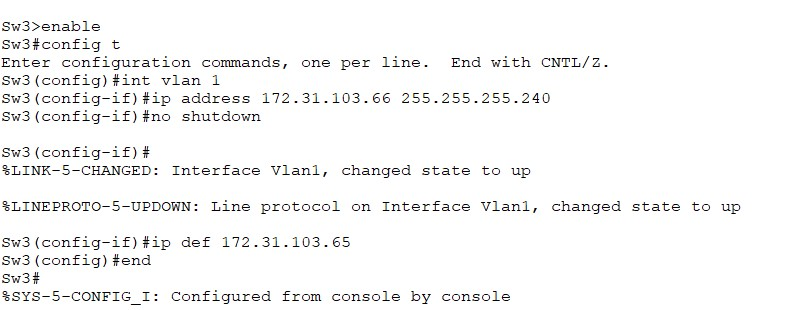 Sw3>enable
Sw3#config t
Enter configuration commands, one per line.  End with CNTL/Z.
Sw3(config)#int vlan 1
Sw3(config-if)#ip address 172.31.103.66 255.255.255.240
Sw3(config-if)#no shutdown
Sw3(config-if)#
%LINK-5-CHANGED: Interface Vlan1, changed state to up
%LINEPROTO-5-UPDOWN: Line protocol on Interface Vlan1, changed state to up
Sw3(config-if)#ip def 172.31.103.65
Sw3(config)#end
Sw3#
%SYS-5-CONFIG_I: Configured from console by console